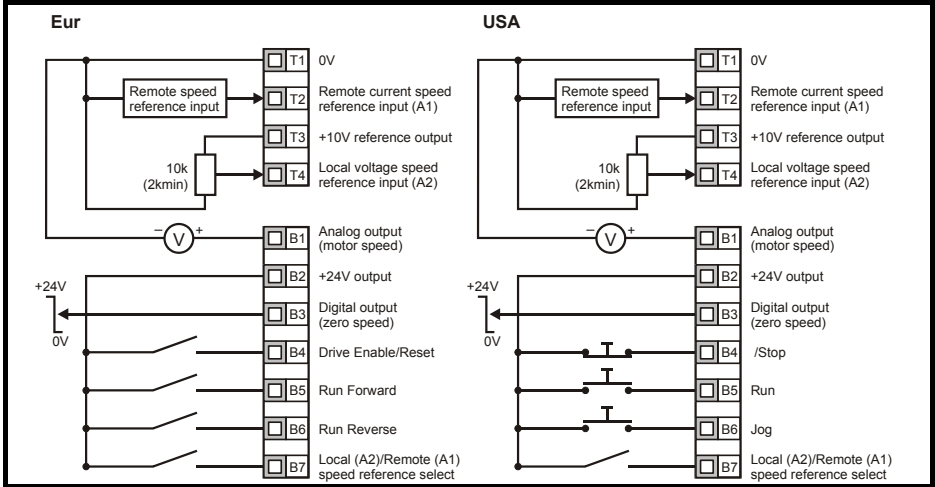 Eur
T1 0V
Remote speed
reference input
T2 Remote current speed
reference input (A1)
T3 +10V reference output
10k
(2kmin)
T4 Local voltage speed
reference input (A2)
– V +
B1 Analog output
(motor speed)
B2 +24V output
+24V
0V
B3 Digital output
(zero speed)
B4 Drive Enable/Reset
B5 Run Forward
B6 Run Reverse
B7 Local (A2)/Remote (A1)
speed reference select
USA
T1 0V
Remote speed
reference input
T2 Remote current speed
reference input (A1)
T3 +10V reference output
10k
(2kmin)
T4 Local voltage speed
reference input (A2)
– V +
B1 Analog output
(motor speed)
B2 +24V output
+24V
0V
B3 Digital output
(zero speed)
B4 /Stop
B5 Run
B6 Jog
B7 Local (A2)/Remote (A1)
speed reference select